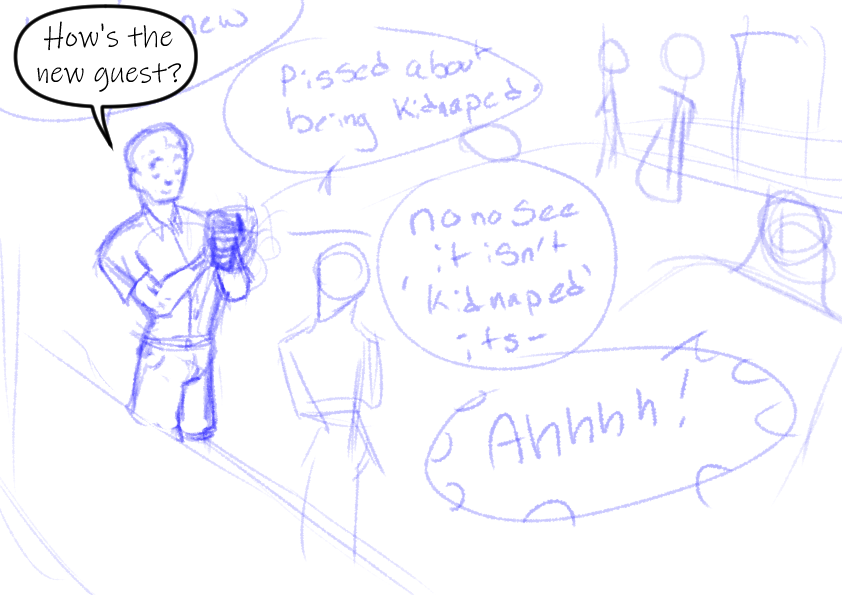 new
How's the
new guest?
Pissed about
being kidnaped.
no no see
it isn't
'kidnaped'
its-
Ahhhh!